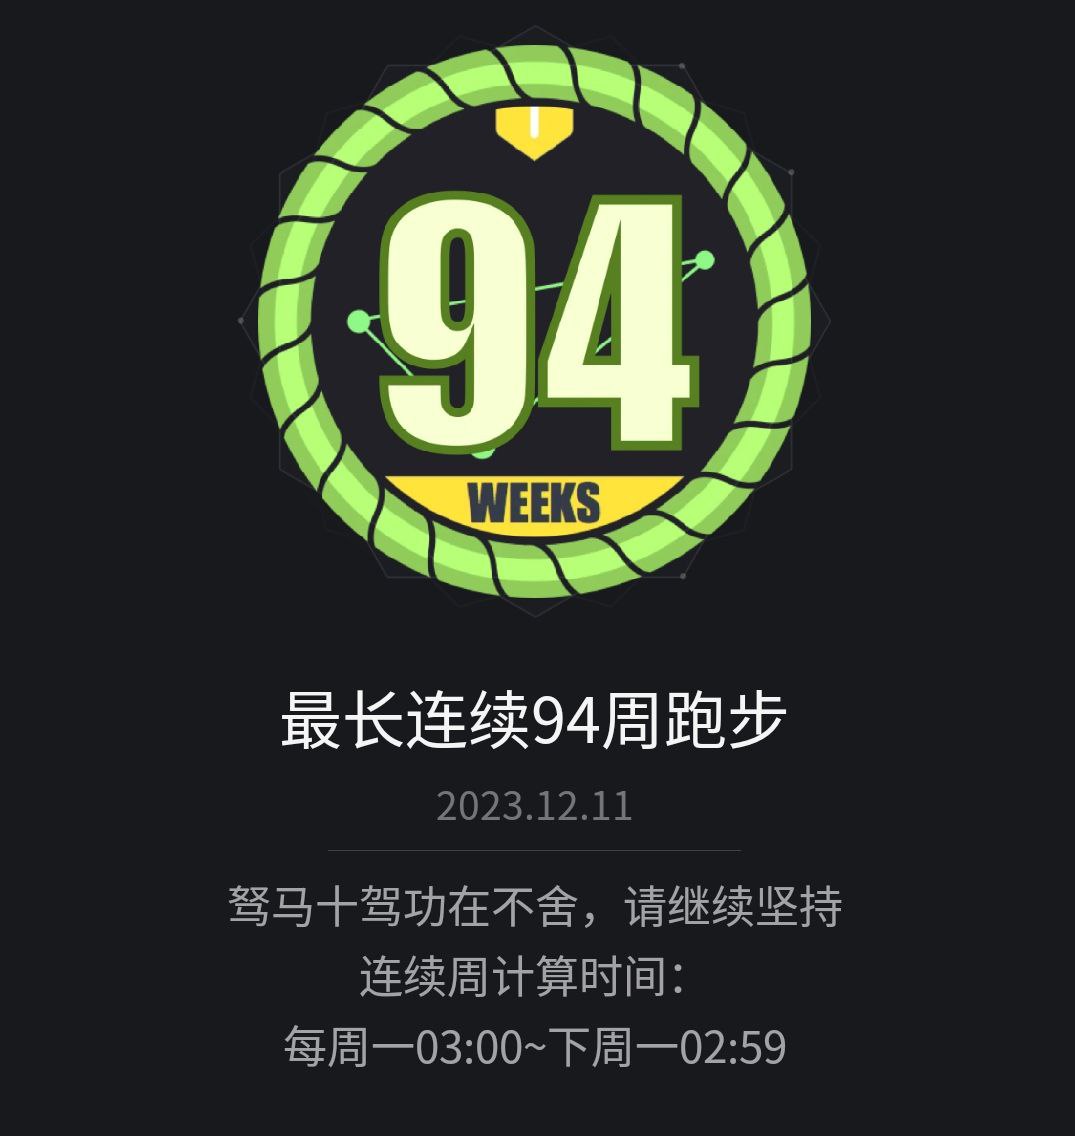 94
WEEKS
最长连续94周跑步
2023.12.11
驽马十驾功在不舍，请继续坚持
连续周计算时间：
每周一03:00~下周一02:59